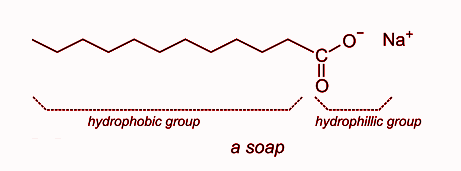 O⁻ Na⁺
C
O
hydrophobic group hydrophillic group
a soap